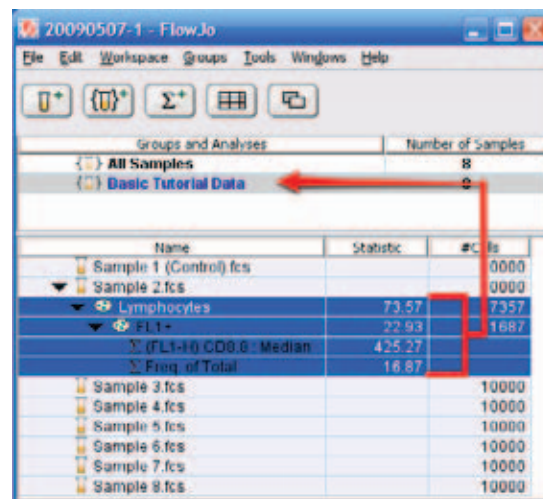 20090507-1 - FlowJo
File Edit Workspace Groups Tools Windows Help
Groups and Analyses Number of Samples
All Samples 8
Basic Tutorial Data
Name Statistic
Sample 1 (Control).fcs 0000
Sample 2.fcs 0000
Lymphocytes 73.57 7357
FL1+ 22.93 1687
Σ (FL1-H) CD8.8 : Median 425.27
Σ Freq. of Total 16.87
Sample 3.fcs 10000
Sample 4.fcs 10000
Sample 5.fcs 10000
Sample 6.fcs 10000
Sample 7.fcs 10000
Sample 8.fcs 10000